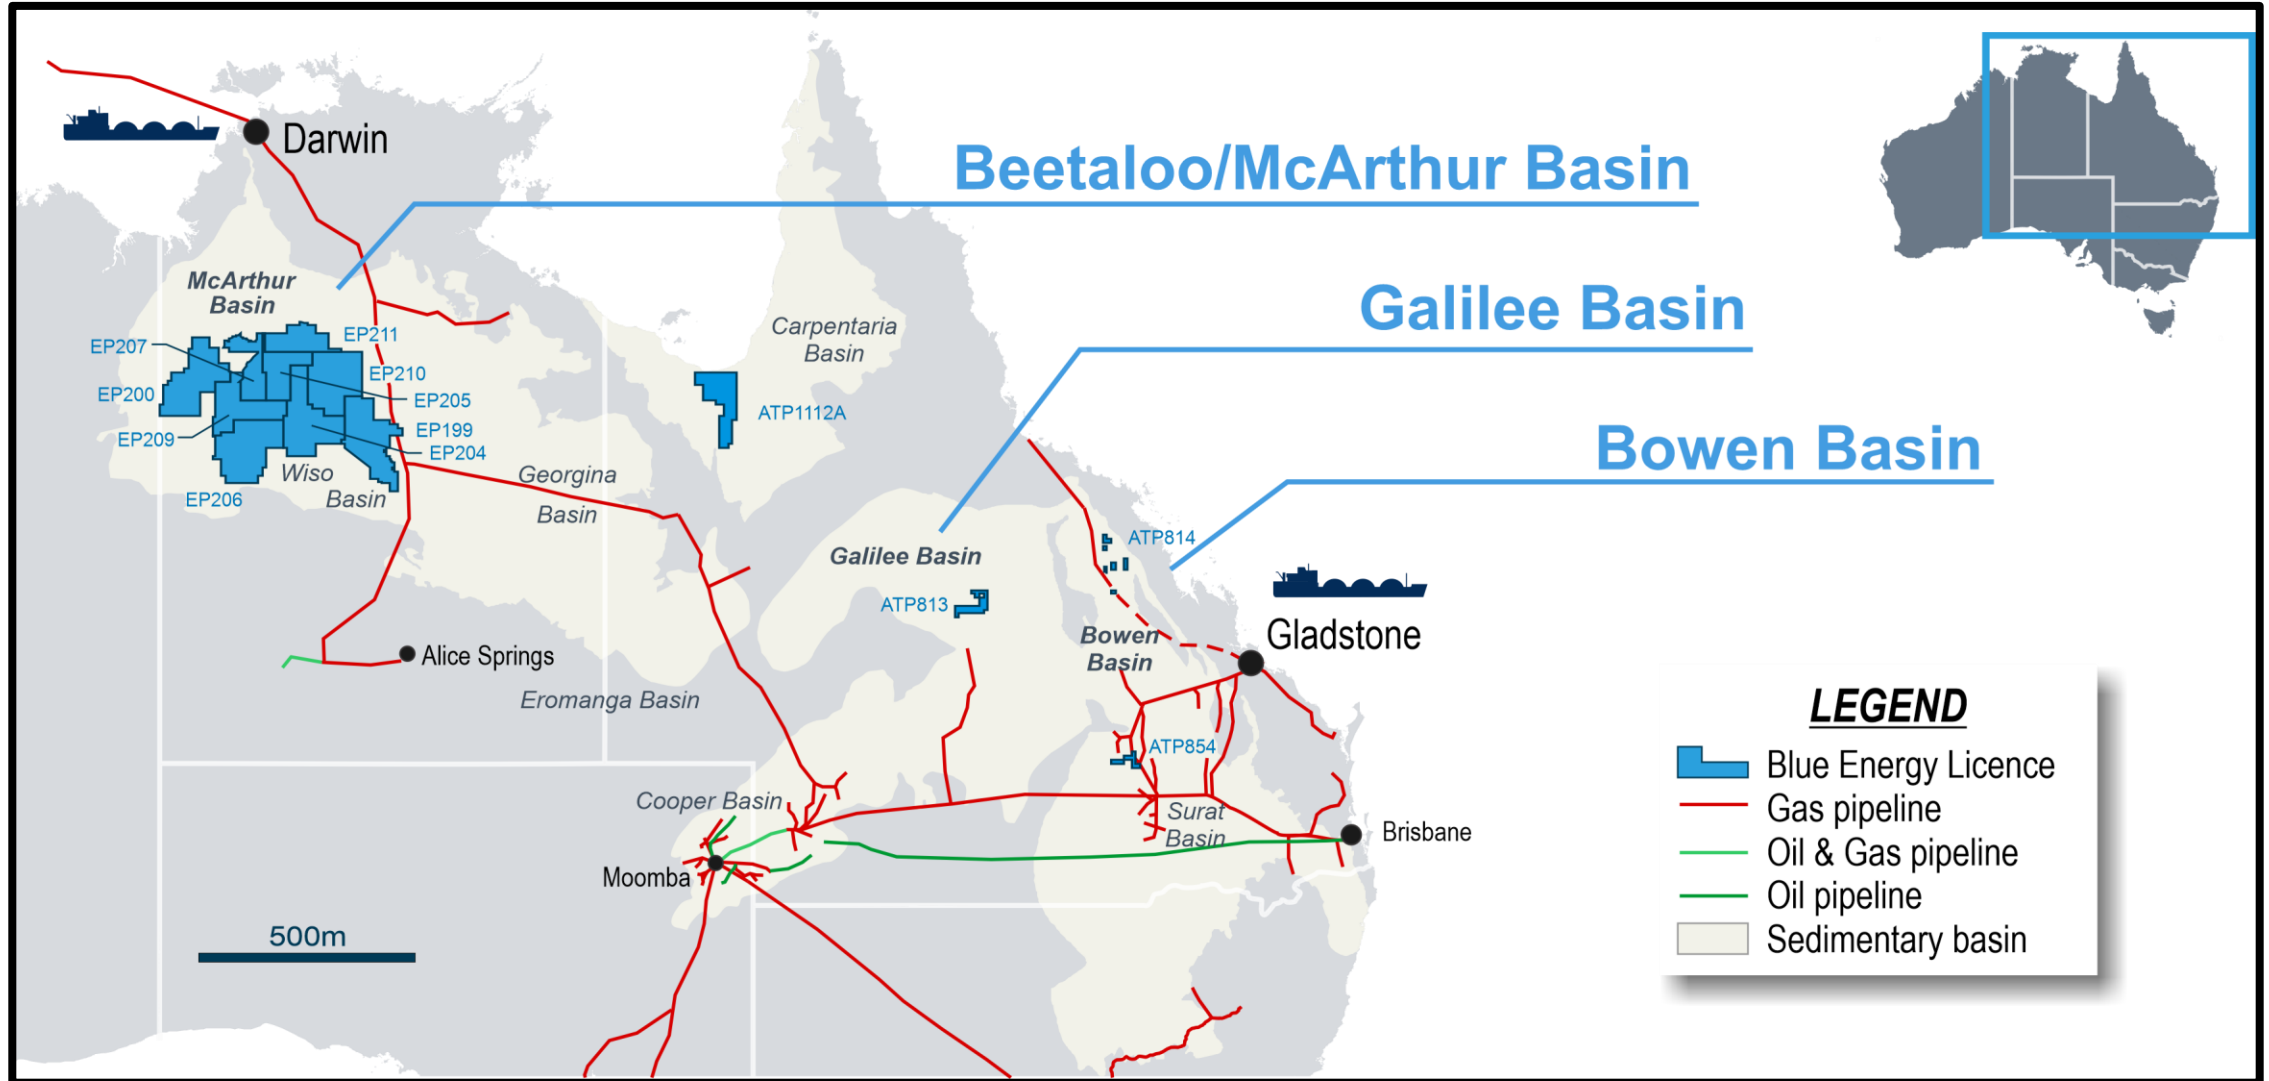 Darwin
Beetaloo/McArthur Basin
McArthur
Basin
Galilee Basin
Carpentaria
Basin
EP211
EP207
EP210
EP200
EP205
ATP1112A
EP199
EP209
EP204
Bowen Basin
Wiso
Basin
EP206
Georgina
Basin
ATP814
Galilee Basin
ATP813
Gladstone
Bowen
Basin
Alice Springs
Eromanga Basin
ATP854
Cooper Basin
Surat
Basin
Brisbane
Moomba
500m
LEGEND
Blue Energy Licence
Gas pipeline
Oil & Gas pipeline
Oil pipeline
Sedimentary basin